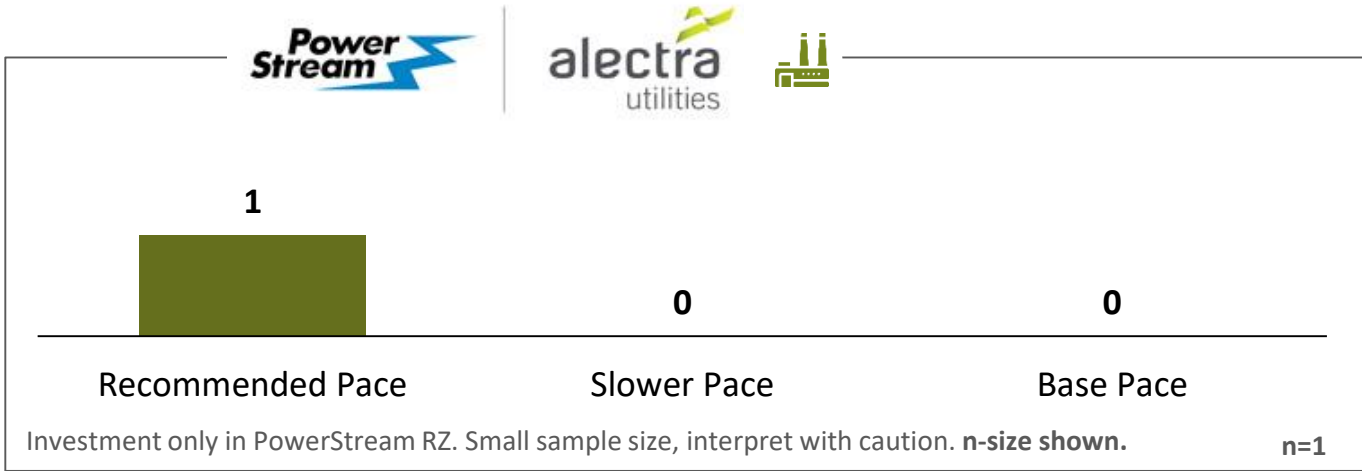 Power
Stream
alectra
utilities
1
0
0
Recommended Pace
Slower Pace
Base Pace
Investment only in PowerStream RZ. Small sample size, interpret with caution. n-size shown.
n=1